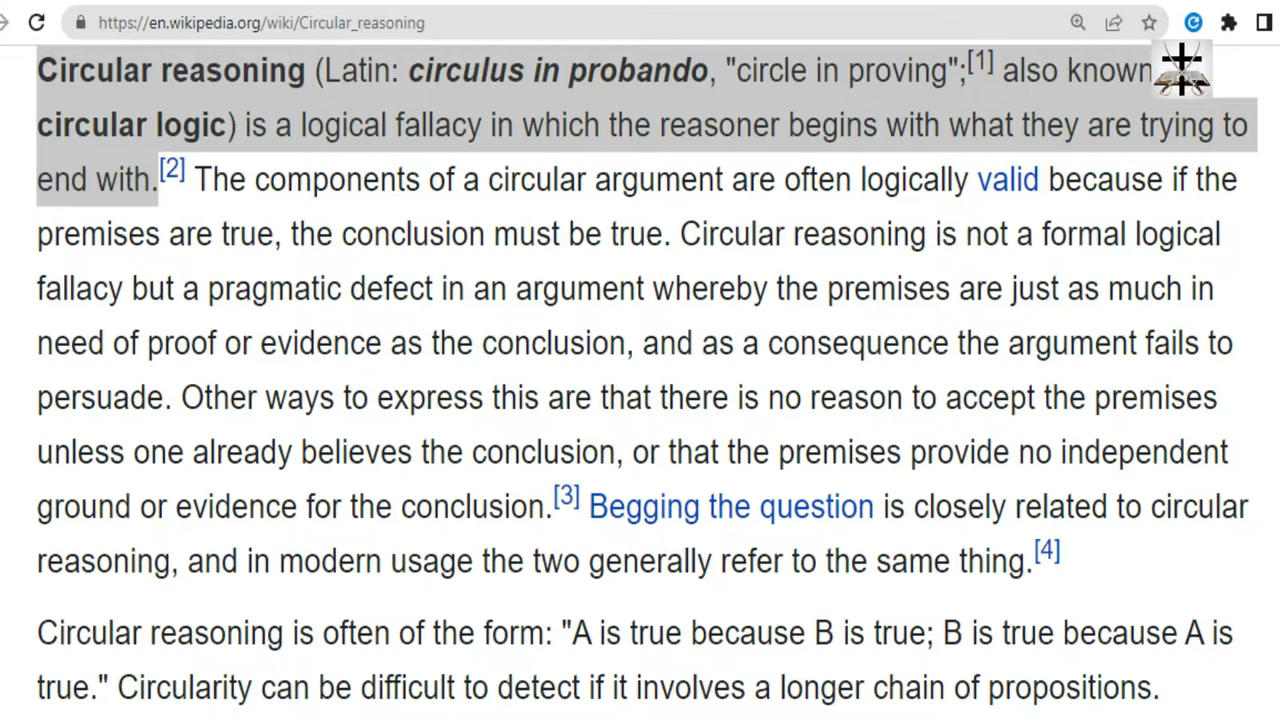 https://en.wikipedia.org/wiki/Circular_reasoning
Circular reasoning (Latin: circulus in probando, "circle in proving";[1] also known
circular logic) is a logical fallacy in which the reasoner begins with what they are trying to
end with.[2] The components of a circular argument are often logically valid because if the
premises are true, the conclusion must be true. Circular reasoning is not a formal logical
fallacy but a pragmatic defect in an argument whereby the premises are just as much in
need of proof or evidence as the conclusion, and as a consequence the argument fails to
persuade. Other ways to express this are that there is no reason to accept the premises
unless one already believes the conclusion, or that the premises provide no independent
ground or evidence for the conclusion.[3] Begging the question is closely related to circular
reasoning, and in modern usage the two generally refer to the same thing.[4]
Circular reasoning is often of the form: "A is true because B is true; B is true because A is
true." Circularity can be difficult to detect if it involves a longer chain of propositions.